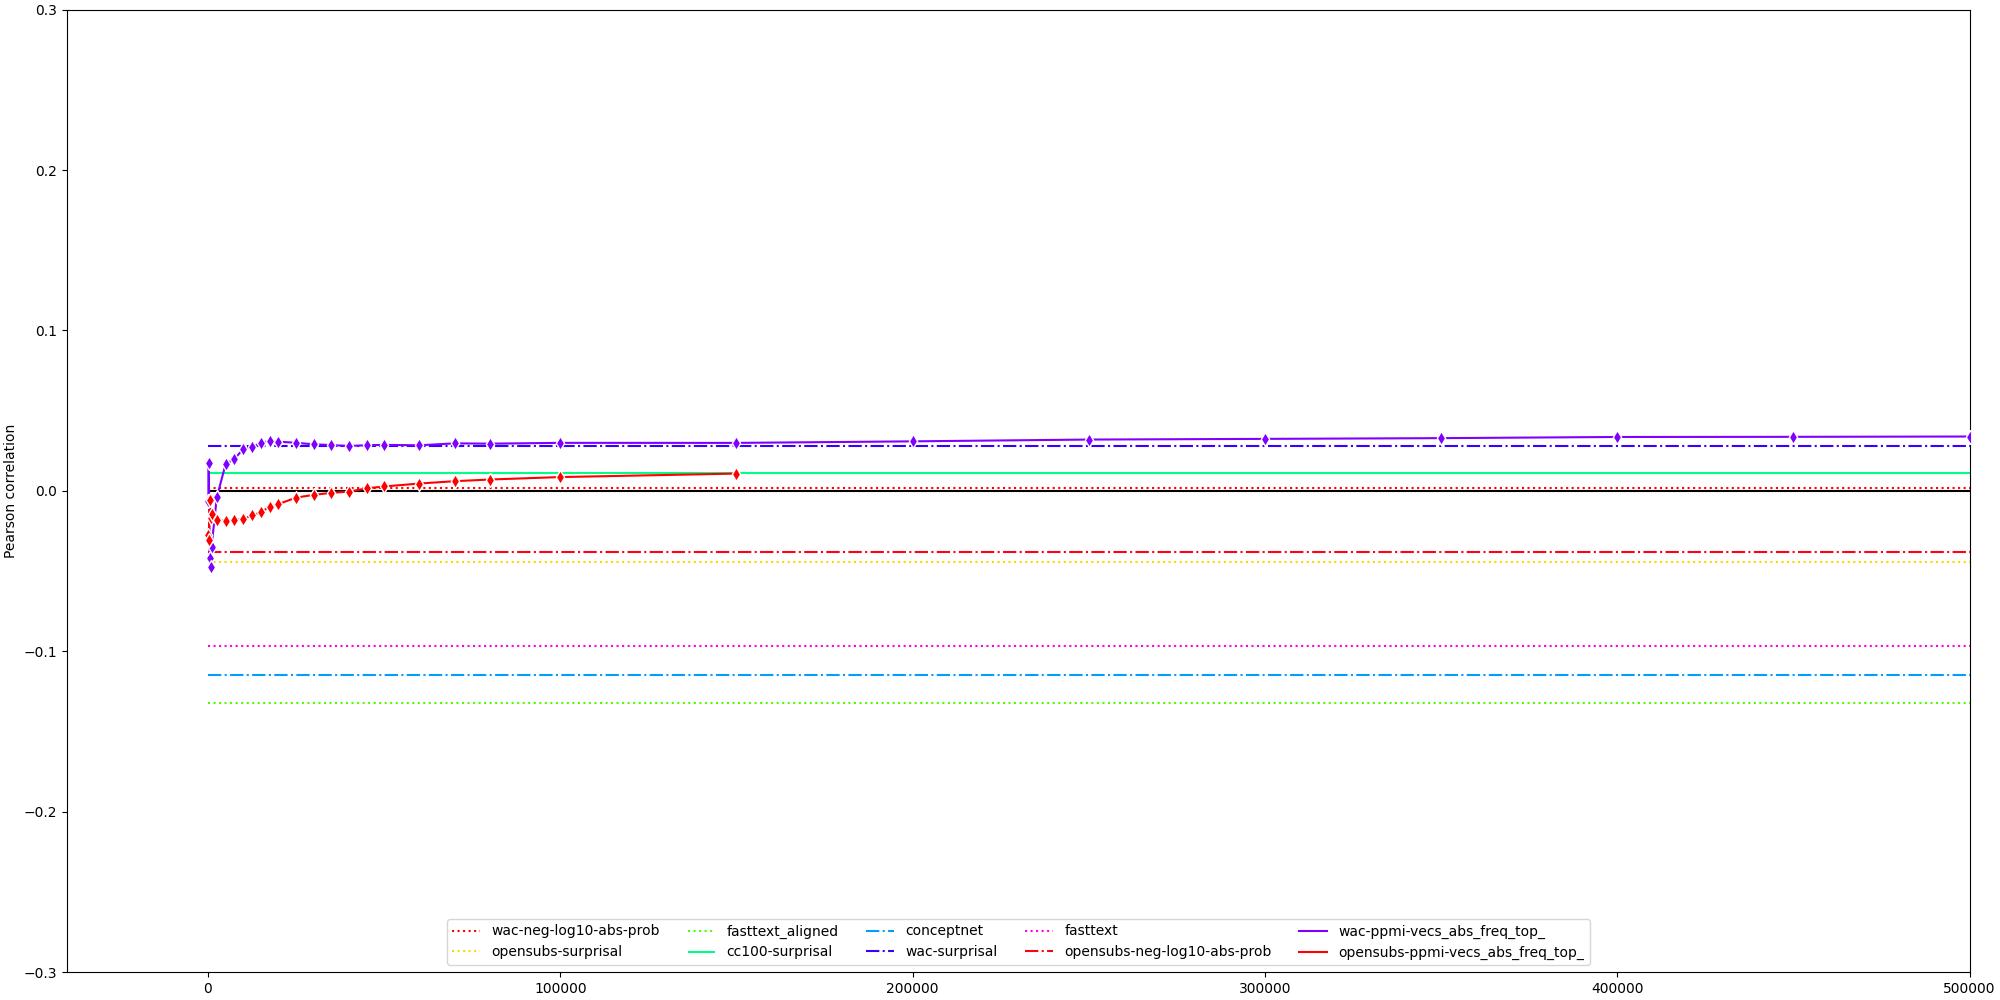 0.3
0.2
0.1
0.0
−0.1
−0.2
−0.3
Pearson correlation
wac-neg-log10-abs-prob
opensubs-surprisal
fasttext_aligned
cc100-surprisal
conceptnet
wac-surprisal
fasttext
opensubs-neg-log10-abs-prob
wac-ppmi-vecs_abs_freq_top_
opensubs-ppmi-vecs_abs_freq_top_
0
100000
200000
300000
400000
500000